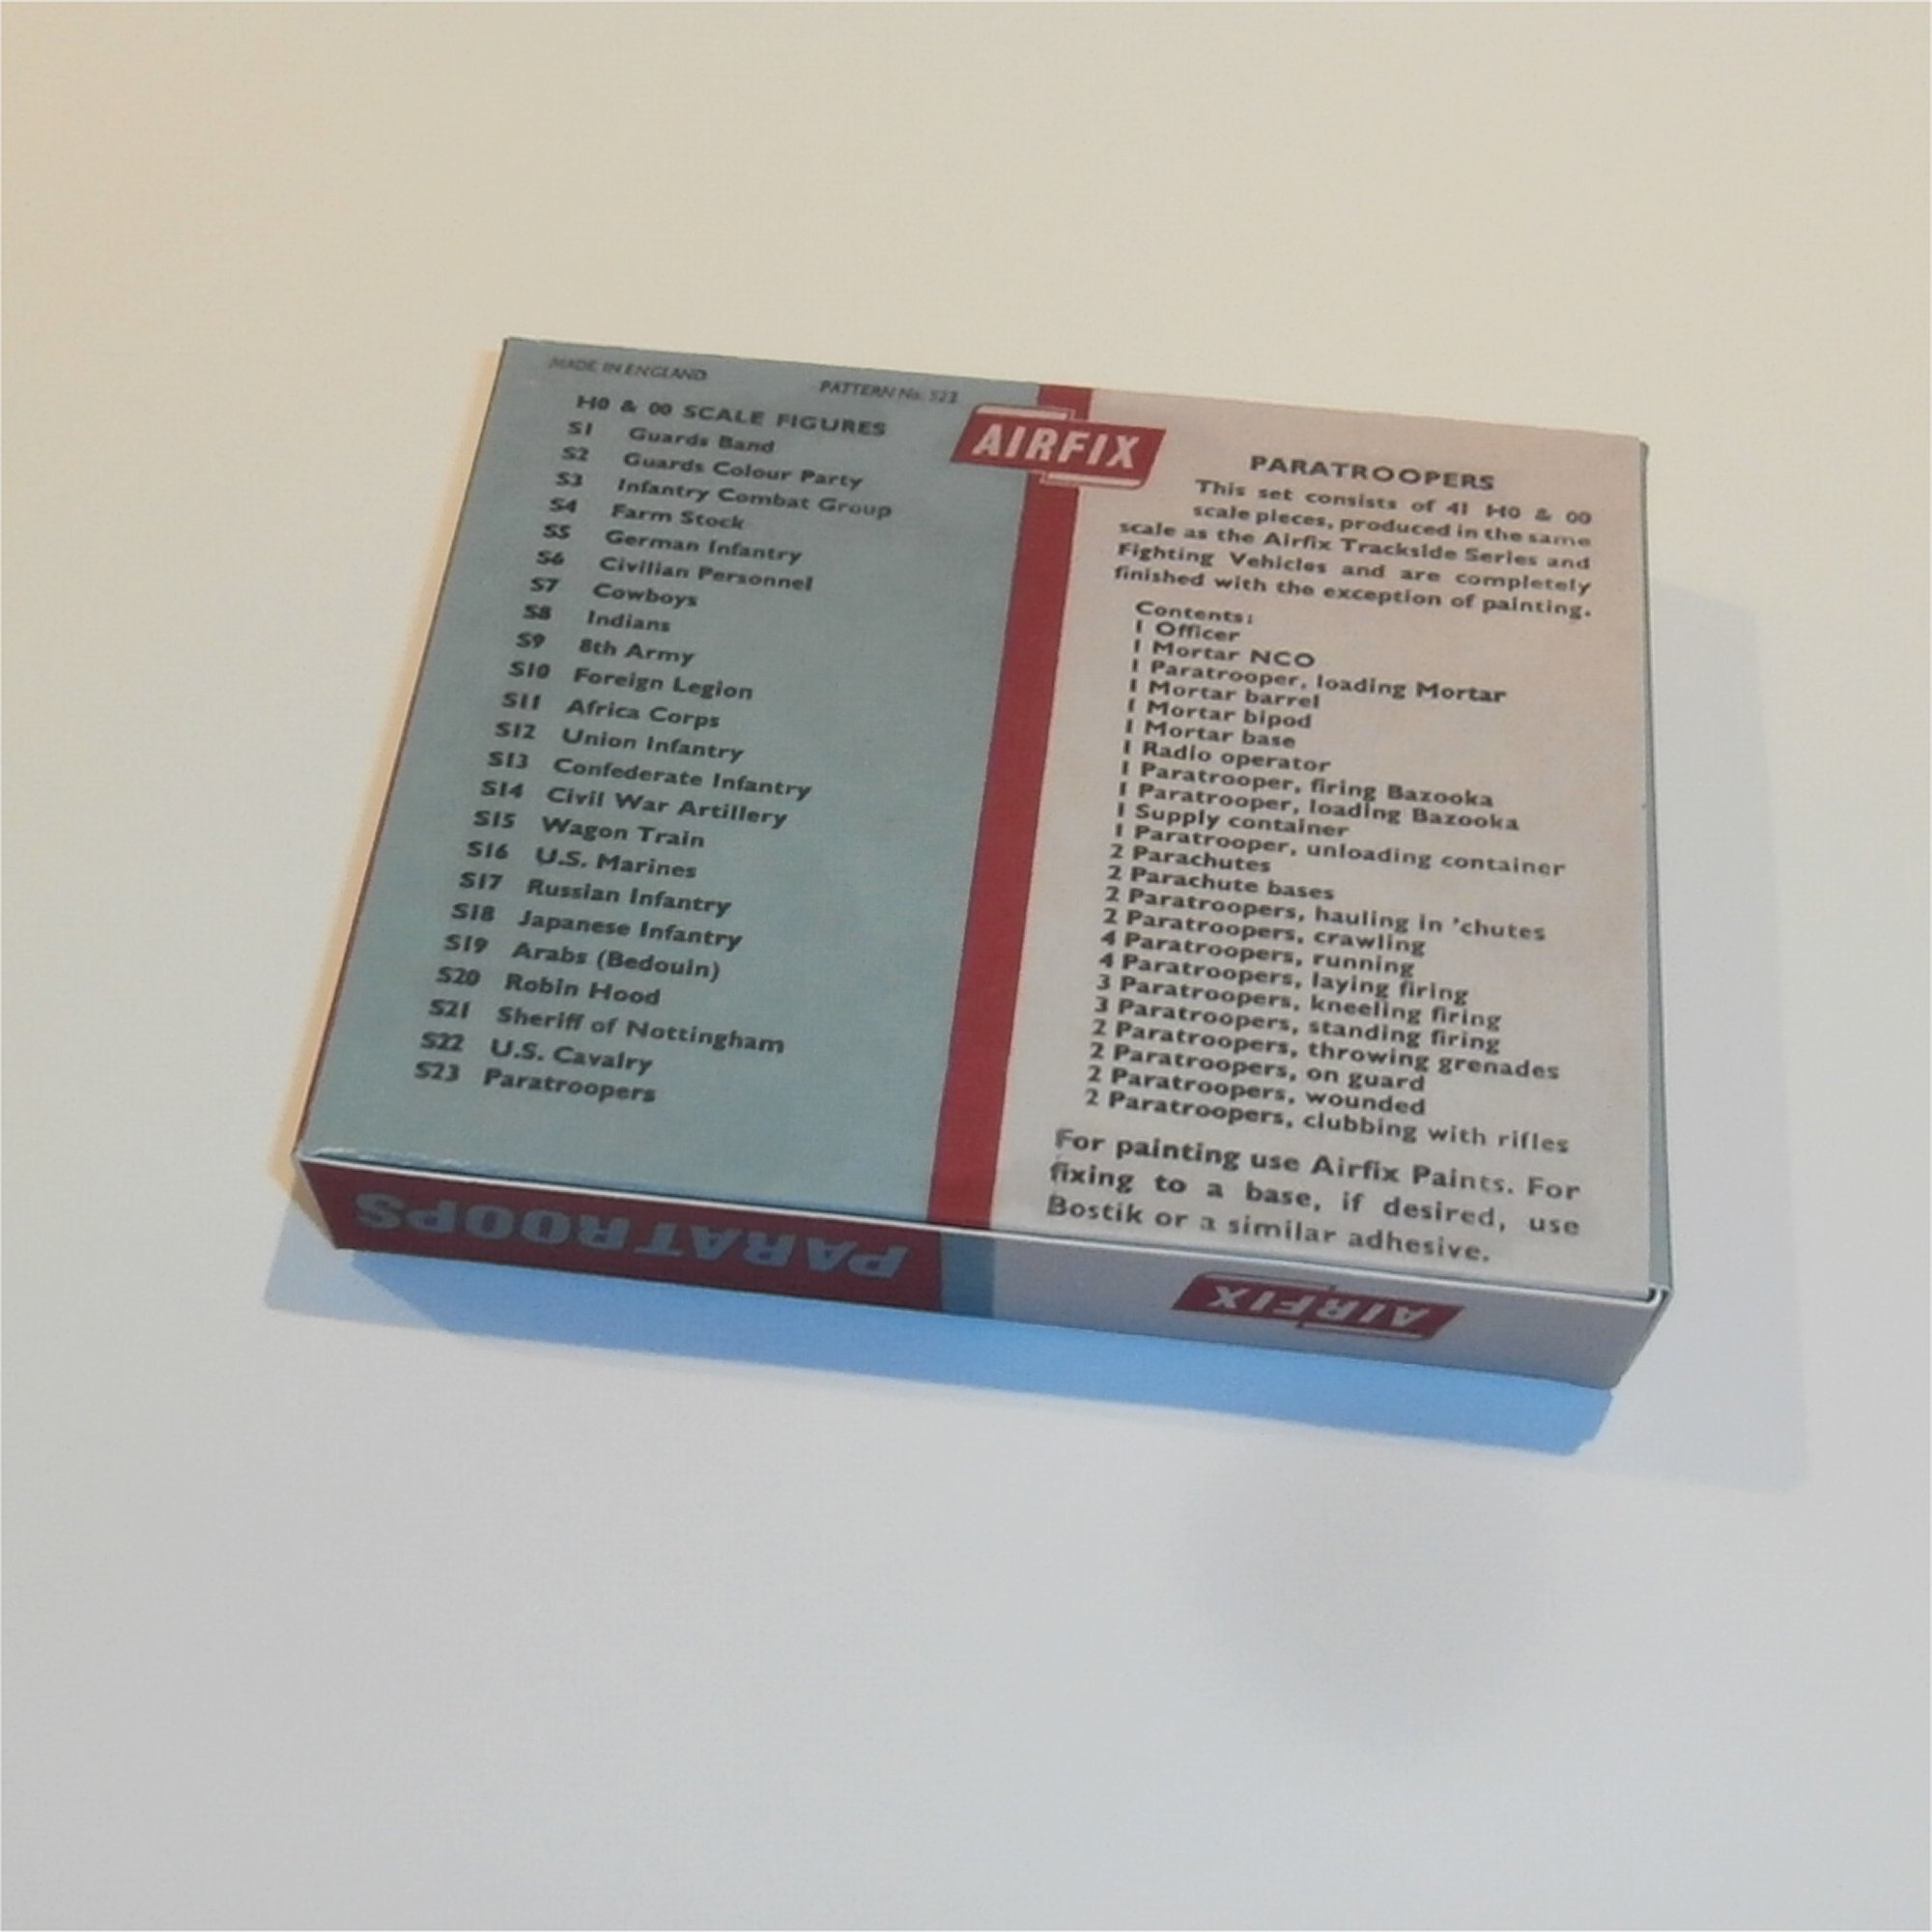 MADE IN ENGLAND
PATTERN No. S23
H0 & 00 SCALE FIGURES
S1 Guards Band
S2 Guards Colour Party
S3 Infantry Combat Group
S4 Farm Stock
S5 German Infantry
S6 Civilian Personnel
S7 Cowboys
S8 Indians
S9 8th Army
S10 Foreign Legion
S11 Africa Corps
S12 Union Infantry
S13 Confederate Infantry
S14 Civil War Artillery
S15 Wagon Train
S16 U.S. Marines
S17 Russian Infantry
S18 Japanese Infantry
S19 Arabs (Bedouin)
S20 Robin Hood
S21 Sheriff of Nottingham
S22 U.S. Cavalry
S23 Paratroopers
AIRFIX
PARATROOPERS
This set consists of 41 H0 & 00
scale pieces, produced in the same
scale as the Airfix Trackside Series and
Fighting Vehicles and are completely
finished with the exception of painting.
Contents:
1 Officer
1 Mortar NCO
1 Paratrooper, loading Mortar
1 Mortar barrel
1 Mortar bipod
1 Mortar base
1 Radio operator
1 Paratrooper, firing Bazooka
1 Paratrooper, loading Bazooka
1 Supply container
1 Paratrooper, unloading container
2 Parachutes
2 Parachute bases
2 Paratroopers, hauling in 'chutes
2 Paratroopers, crawling
4 Paratroopers, running
4 Paratroopers, laying firing
3 Paratroopers, kneeling firing
3 Paratroopers, standing firing
2 Paratroopers, throwing grenades
2 Paratroopers, on guard
2 Paratroopers, wounded
2 Paratroopers, clubbing with rifles
For painting use Airfix Paints. For
fixing to a base, if desired, use
Bostik or a similar adhesive.
PARATROOPS
AIRFIX